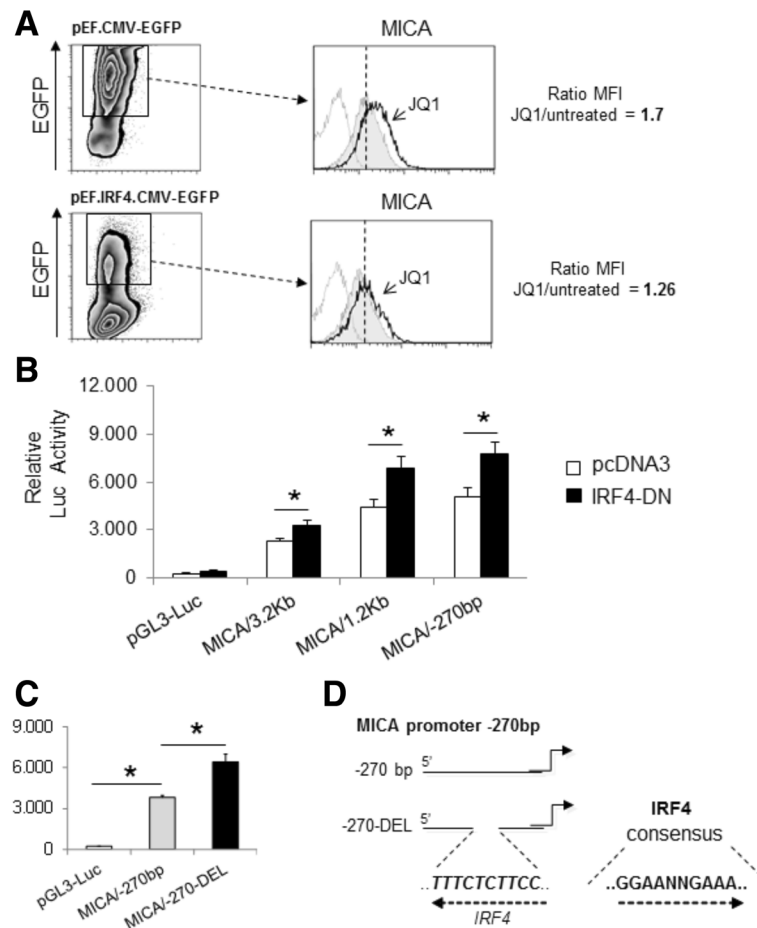 A
pEF.CMV-EGFP
EGFP
MICA
JQ1
Ratio MFI
JQ1/untreated = 1.7
pEF.IRF4.CMV-EGFP
EGFP
MICA
JQ1
Ratio MFI
JQ1/untreated = 1.26
B
Relative
Luc Activity
12.000
9.000
6.000
3.000
0
*
*
*
pcDNA3
IRF4-DN
pGL3-Luc
MICA/3.2Kb
MICA/1.2Kb
MICA/-270bp
C
9.000
6.000
3.000
0
*
*
pGL3-Luc
MICA/-270bp
MICA/-270-DEL
D
MICA promoter -270bp
-270 bp
5'
-270-DEL
5'
..TTTCTCTTCC..
IRF4
IRF4
consensus
..GGAANNGAAA..